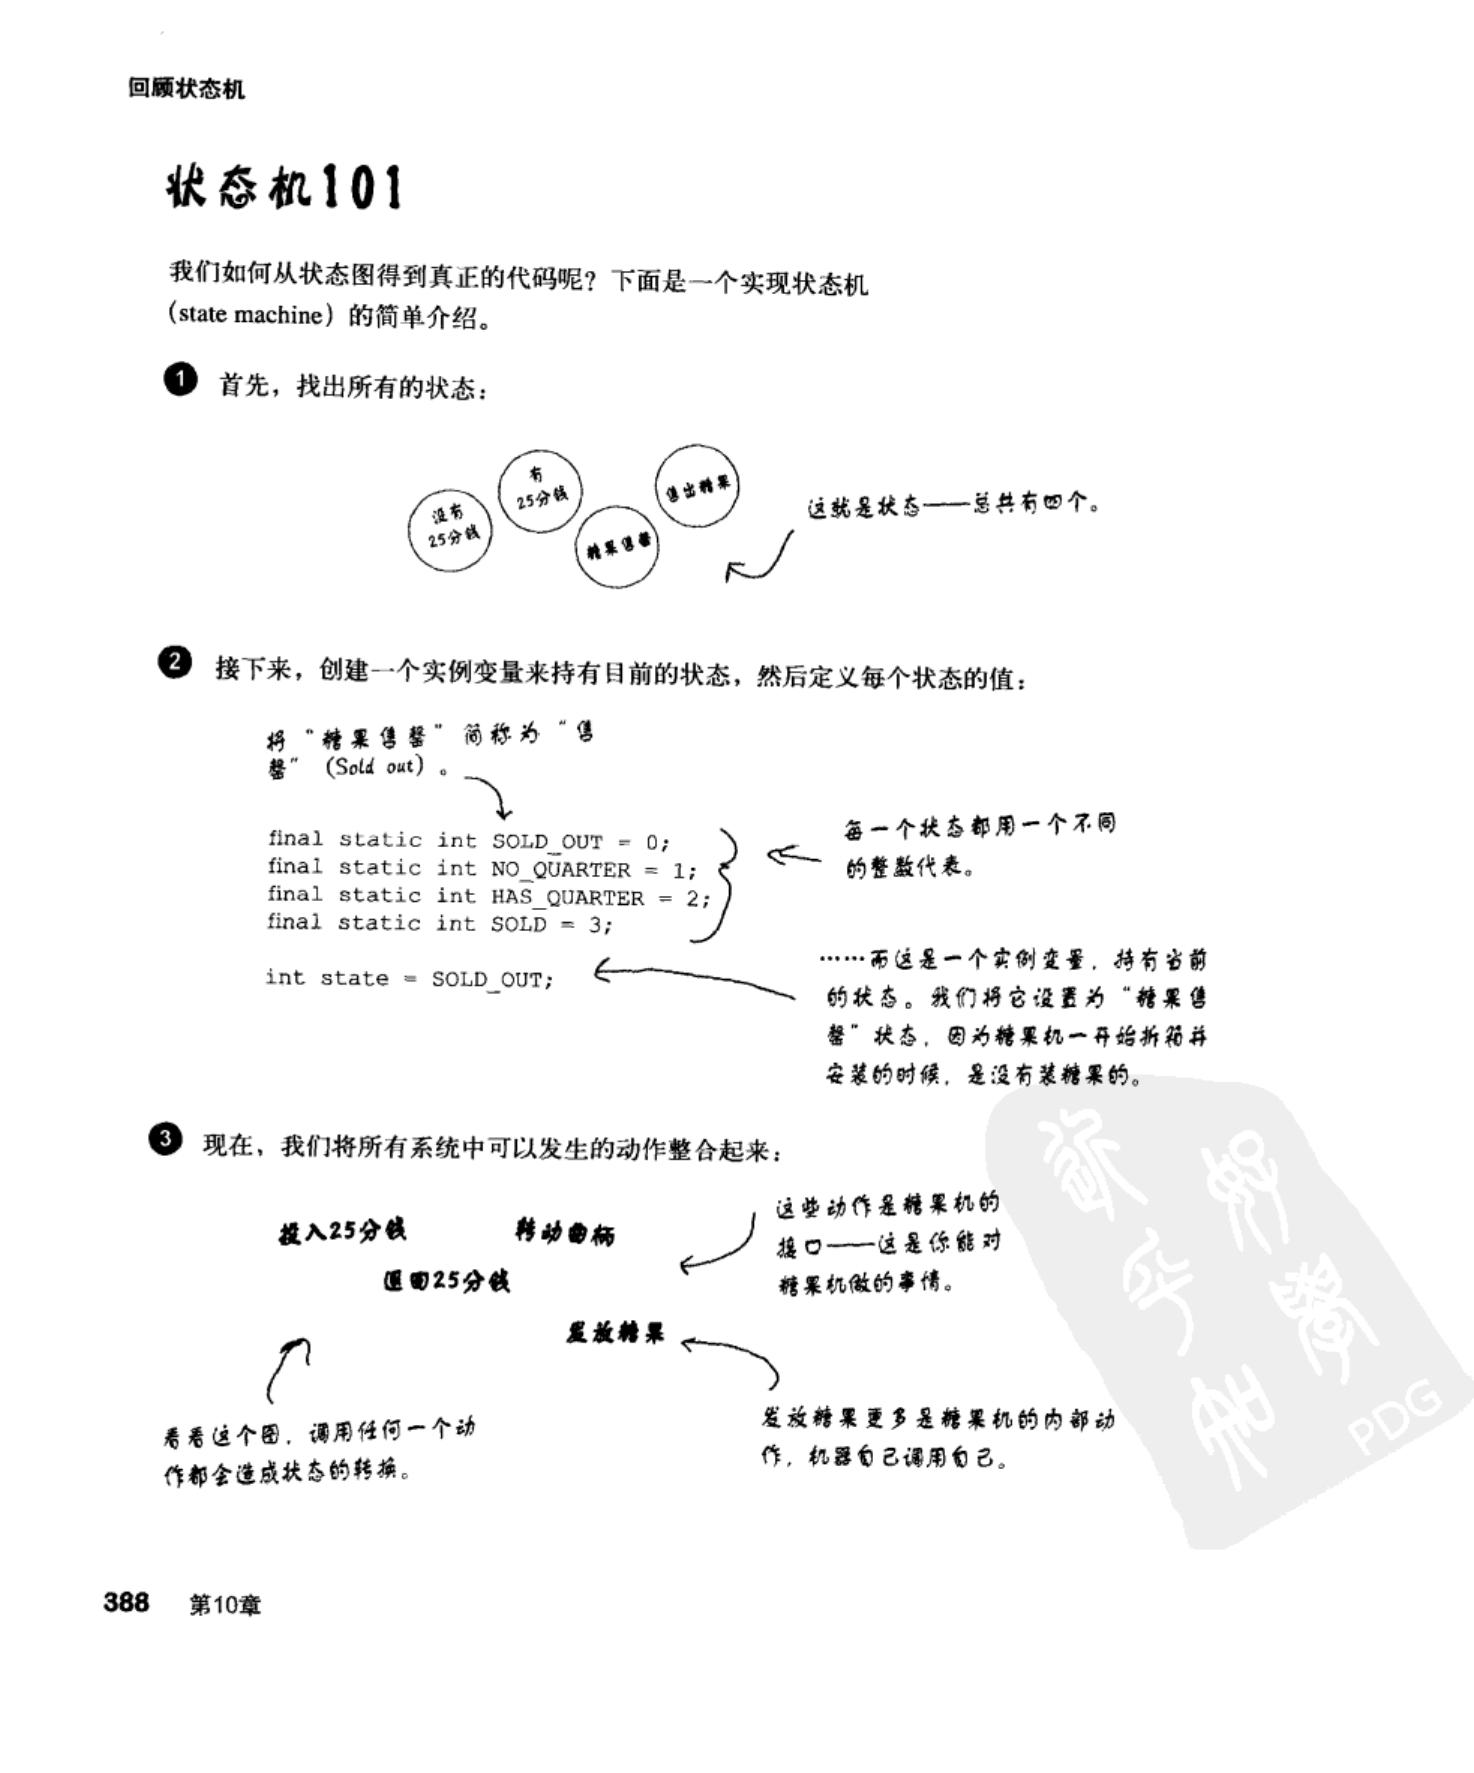 回顾状态机
状态机101
我们如何从状态图得到真正的代码呢？下面是一个实现状态机
（state machine）的简单介绍。
1 首先，找出所有的状态：
没有
25分钱
有
25分钱
糖果售罄
售出糖果
这就是状态——总共有四个。
2 接下来，创建一个实例变量来持有目前的状态，然后定义每个状态的值：
将“糖果售罄”简称为“售
罄”（Sold out）。
final static int SOLD_OUT = 0;
final static int NO_QUARTER = 1;
final static int HAS_QUARTER = 2;
final static int SOLD = 3;
每一个状态都用一个不同
的整数代表。
int state = SOLD_OUT;
……而这是一个实例变量，持有当前
的状态。我们将它设置为“糖果售
罄”状态，因为糖果机一开始拆箱并
安装的时候，是没有装糖果的。
3 现在，我们将所有系统中可以发生的动作整合起来：
投入25分钱
转动曲柄
退回25分钱
发放糖果
这些动作是糖果机的
接口——这是你能对
糖果机做的事情。
看看这个图，调用任何一个动
作都会造成状态的转换。
发放糖果更多是糖果机的内部动
作，机器自己调用自己。
PDG
388 第10章